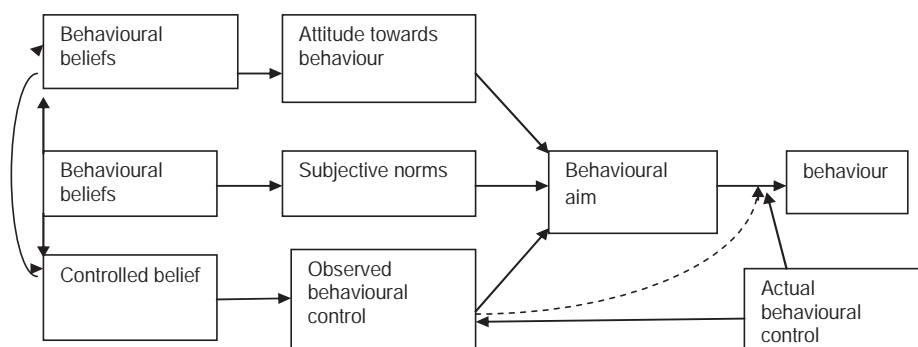 Behavioural
beliefs
Attitude towards
behaviour
Behavioural
beliefs
Subjective norms
Behavioural
aim
behaviour
Controlled belief
Observed
behavioural
control
Actual
behavioural
control